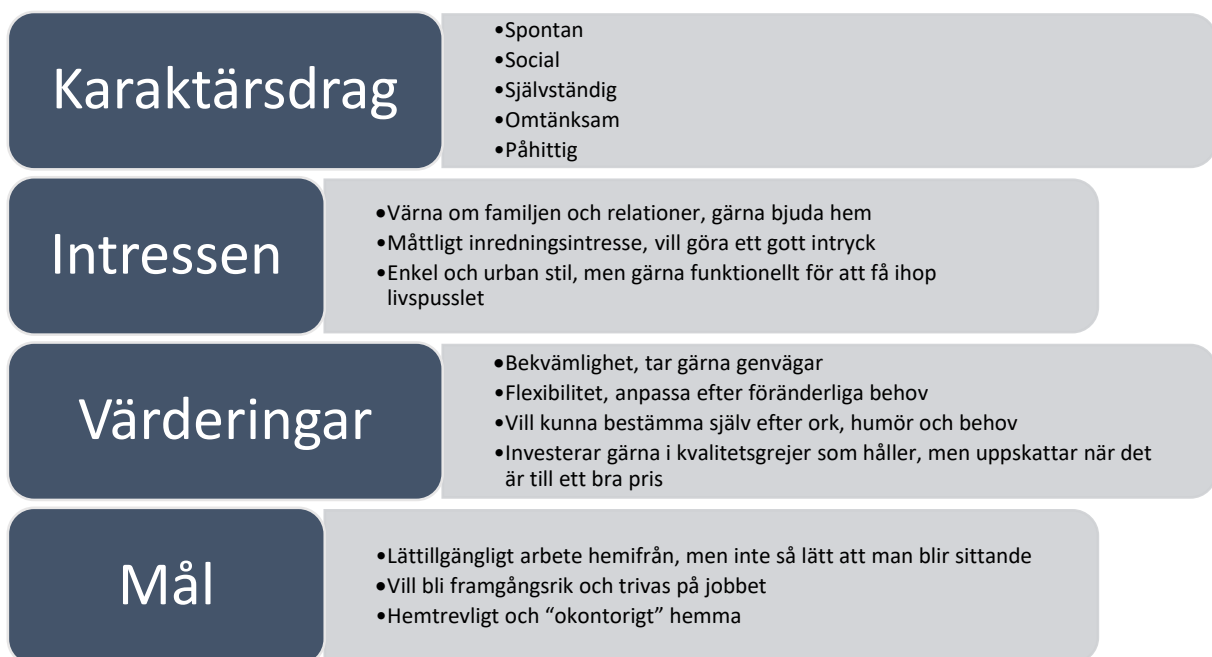 Karaktärsdrag
•Spontan
•Social
•Självständig
•Omtänksam
•Påhittig
Intressen
•Värna om familjen och relationer, gärna bjuda hem
•Måttligt inredningsintresse, vill göra ett gott intryck
•Enkel och urban stil, men gärna funktionellt för att få ihop
livspusslet
Värderingar
•Bekvämlighet, tar gärna genvägar
•Flexibilitet, anpassa efter föränderliga behov
•Vill kunna bestämma själv efter ork, humör och behov
•Investerar gärna i kvalitetsgrejer som håller, men uppskattar när det
är till ett bra pris
Mål
•Lättillgängligt arbete hemifrån, men inte så lätt att man blir sittande
•Vill bli framgångsrik och trivas på jobbet
•Hemtrevligt och “okontorigt” hemma